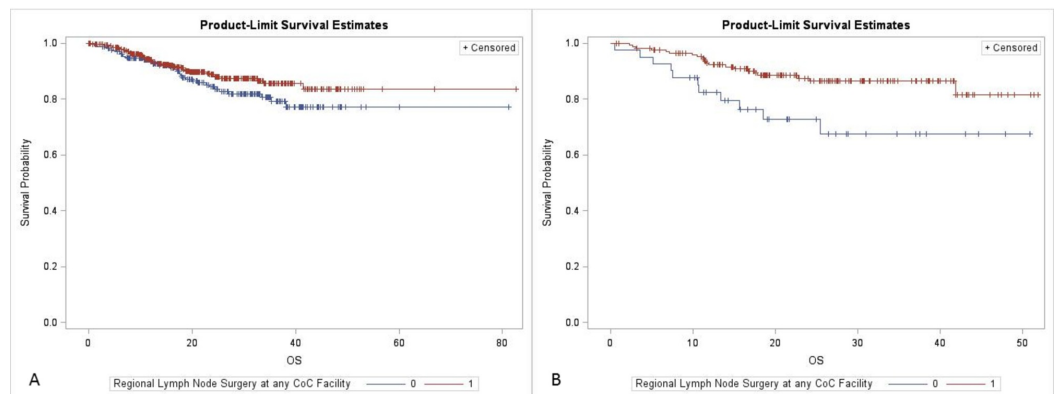 Product-Limit Survival Estimates
+ Censored
Survival Probability
1.0
0.8
0.6
0.4
0.2
0.0
0 20 40 60 80
OS
A
Regional Lymph Node Surgery at any CoC Facility 0 1
Product-Limit Survival Estimates
+ Censored
Survival Probability
1.0
0.8
0.6
0.4
0.2
0.0
0 10 20 30 40 50
OS
B
Regional Lymph Node Surgery at any CoC Facility 0 1